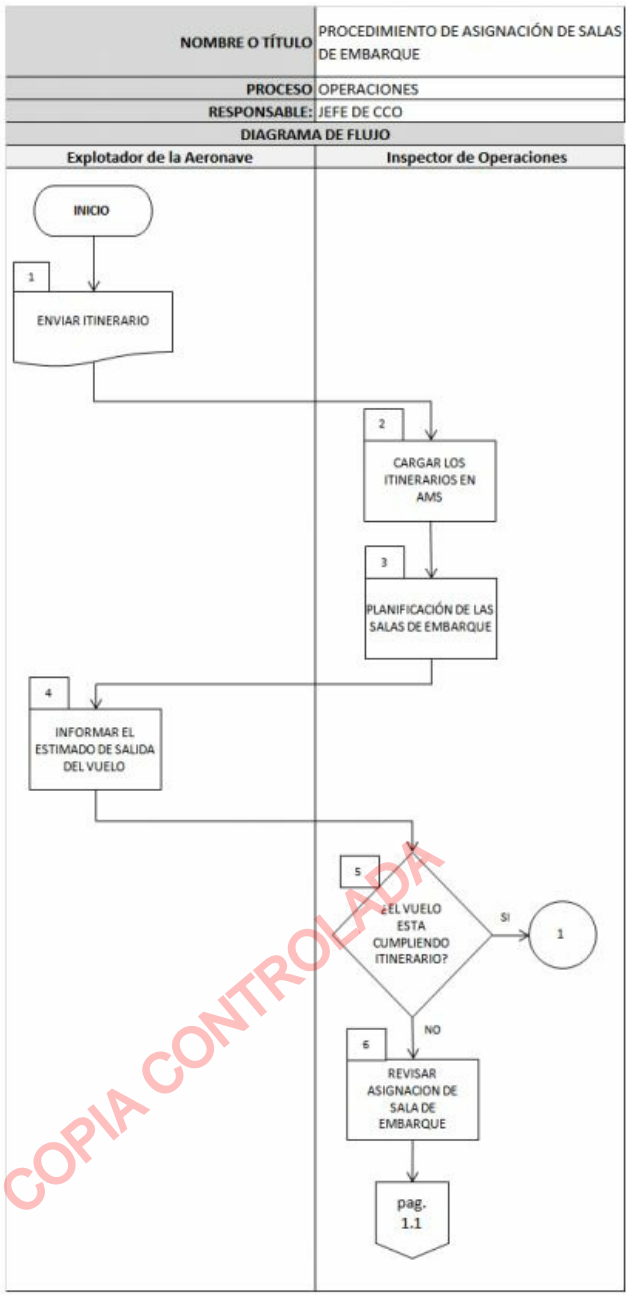 NOMBRE O TÍTULO
PROCEDIMIENTO DE ASIGNACIÓN DE SALAS
DE EMBARQUE
PROCESO
OPERACIONES
RESPONSABLE:
JEFE DE CCO
DIAGRAMA DE FLUJO
Explotador de la Aeronave
Inspector de Operaciones
INICIO
1
ENVIAR ITINERARIO
2
CARGAR LOS
ITINERARIOS EN
AMS
3
PLANIFICACIÓN DE LAS
SALAS DE EMBARQUE
4
INFORMAR EL
ESTIMADO DE SALIDA
DEL VUELO
5
¿EL VUELO
ESTA
CUMPLIENDO
ITINERARIO?
SI
1
NO
6
REVISAR
ASIGNACION DE
SALA DE
EMBARQUE
pag.
1.1
COPIA CONTROLADA